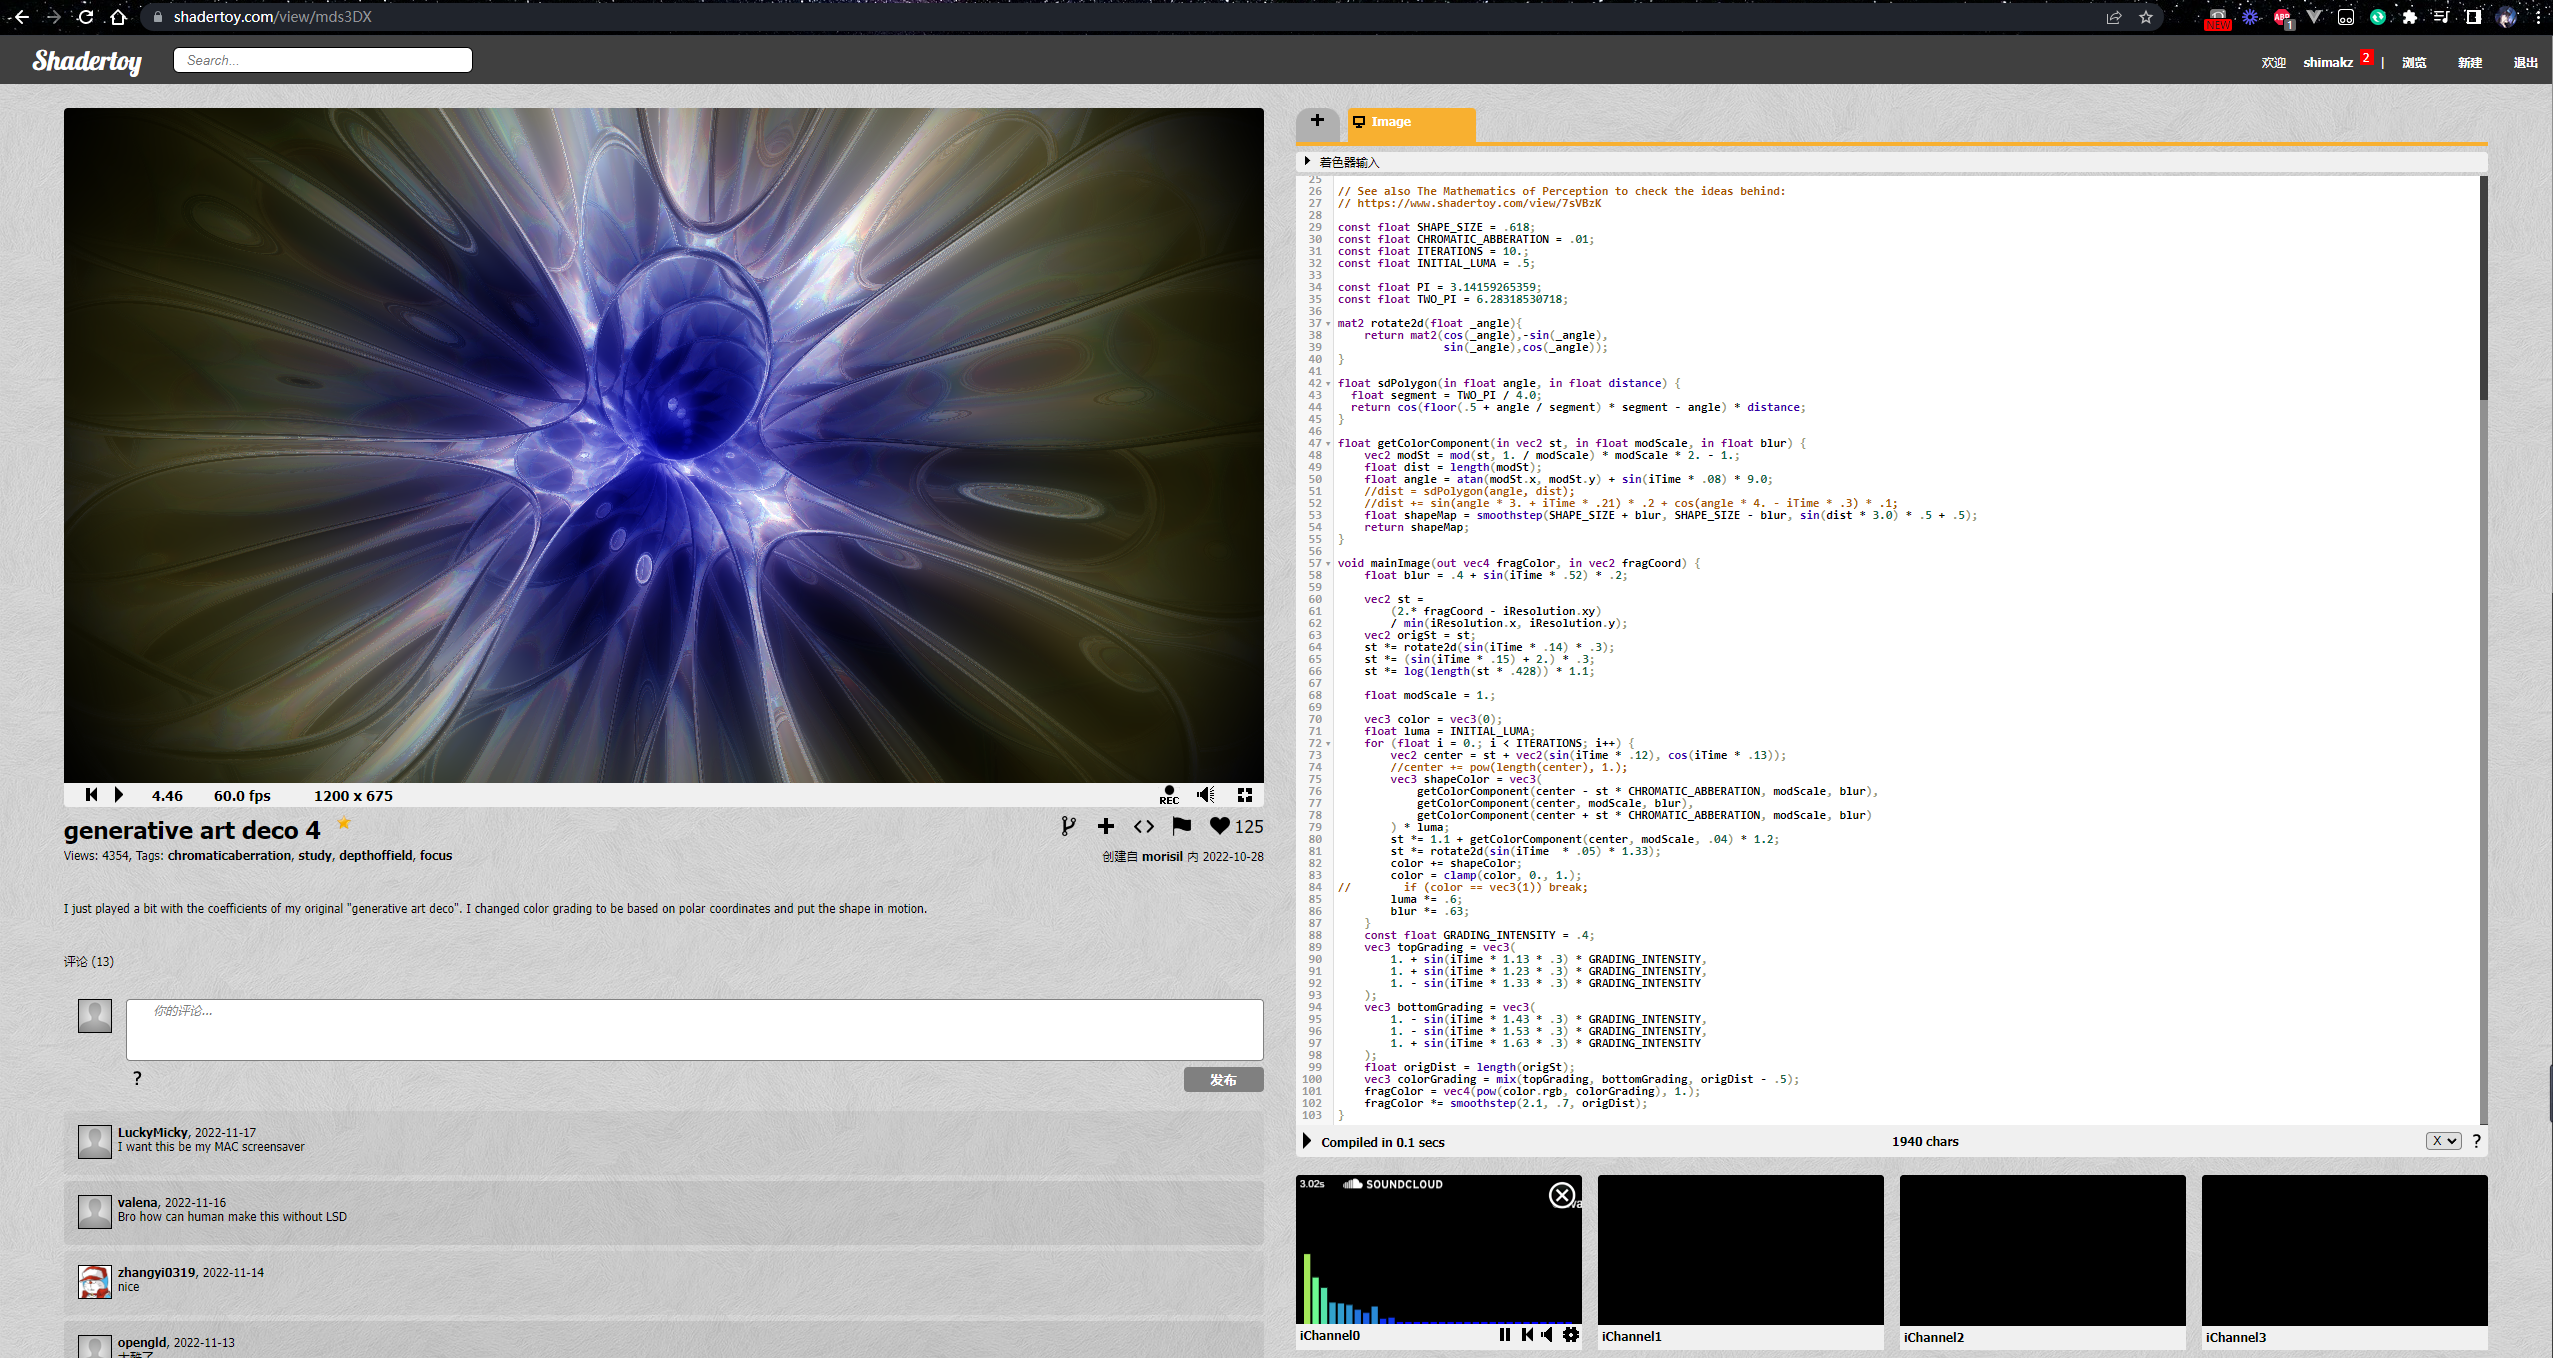 shadertoy.com/view/mds3DX
NEW
ABP
1
Shadertoy
Search...
欢迎 shimakz 2 | 浏览 新建 退出
4.46 60.0 fps 1200 x 675
REC
generative art deco 4
125
Views: 4354, Tags: chromaticaberration, study, depthoffield, focus
创建自 morisil 内 2022-10-28
I just played a bit with the coefficients of my original "generative art deco". I changed color grading to be based on polar coordinates and put the shape in motion.
评论 (13)
你的评论...
?
发布
LuckyMicky, 2022-11-17
I want this be my MAC screensaver
valena, 2022-11-16
Bro how can human make this without LSD
zhangyi0319, 2022-11-14
nice
opengld, 2022-11-13
+
Image
着色器输入
25
26 // See also The Mathematics of Perception to check the ideas behind:
27 // https://www.shadertoy.com/view/7sVBzK
28
29 const float SHAPE_SIZE = .618;
30 const float CHROMATIC_ABBERATION = .01;
31 const float ITERATIONS = 10.;
32 const float INITIAL_LUMA = .5;
33
34 const float PI = 3.14159265359;
35 const float TWO_PI = 6.28318530718;
36
37 mat2 rotate2d(float _angle){
38 return mat2(cos(_angle),-sin(_angle),
39 sin(_angle),cos(_angle));
40 }
41
42 float sdPolygon(in float angle, in float distance) {
43 float segment = TWO_PI / 4.0;
44 return cos(floor(.5 + angle / segment) * segment - angle) * distance;
45 }
46
47 float getColorComponent(in vec2 st, in float modScale, in float blur) {
48 vec2 modSt = mod(st, 1. / modScale) * modScale * 2. - 1.;
49 float dist = length(modSt);
50 float angle = atan(modSt.x, modSt.y) + sin(iTime * .08) * 9.0;
51 //dist = sdPolygon(angle, dist);
52 //dist += sin(angle * 3. + iTime * .21) * .2 + cos(angle * 4. - iTime * .3) * .1;
53 float shapeMap = smoothstep(SHAPE_SIZE + blur, SHAPE_SIZE - blur, sin(dist * 3.0) * .5 + .5);
54 return shapeMap;
55 }
56
57 void mainImage(out vec4 fragColor, in vec2 fragCoord) {
58 float blur = .4 + sin(iTime * .52) * .2;
59
60 vec2 st =
61 (2.* fragCoord - iResolution.xy)
62 / min(iResolution.x, iResolution.y);
63 vec2 origSt = st;
64 st *= rotate2d(sin(iTime * .14) * .3);
65 st *= (sin(iTime * .15) + 2.) * .3;
66 st *= log(length(st * .428)) * 1.1;
67
68 float modScale = 1.;
69
70 vec3 color = vec3(0);
71 float luma = INITIAL_LUMA;
72 for (float i = 0.; i < ITERATIONS; i++) {
73 vec2 center = st + vec2(sin(iTime * .12), cos(iTime * .13));
74 //center += pow(length(center), 1.);
75 vec3 shapeColor = vec3(
76 getColorComponent(center - st * CHROMATIC_ABBERATION, modScale, blur),
77 getColorComponent(center, modScale, blur),
78 getColorComponent(center + st * CHROMATIC_ABBERATION, modScale, blur)
79 ) * luma;
80 st *= 1.1 + getColorComponent(center, modScale, .04) * 1.2;
81 st *= rotate2d(sin(iTime * .05) * 1.33);
82 color += shapeColor;
83 color = clamp(color, 0., 1.);
84 // if (color == vec3(1)) break;
85 luma *= .6;
86 blur *= .63;
87 }
88 const float GRADING_INTENSITY = .4;
89 vec3 topGrading = vec3(
90 1. + sin(iTime * 1.13 * .3) * GRADING_INTENSITY,
91 1. + sin(iTime * 1.23 * .3) * GRADING_INTENSITY,
92 1. - sin(iTime * 1.33 * .3) * GRADING_INTENSITY
93 );
94 vec3 bottomGrading = vec3(
95 1. - sin(iTime * 1.43 * .3) * GRADING_INTENSITY,
96 1. - sin(iTime * 1.53 * .3) * GRADING_INTENSITY,
97 1. + sin(iTime * 1.63 * .3) * GRADING_INTENSITY
98 );
99 float origDist = length(origSt);
100 vec3 colorGrading = mix(topGrading, bottomGrading, origDist - .5);
101 fragColor = vec4(pow(color.rgb, colorGrading), 1.);
102 fragColor *= smoothstep(2.1, .7, origDist);
103 }
Compiled in 0.1 secs 1940 chars X ?
3.02s SOUNDCLOUD
iChannel0 iChannel1 iChannel2 iChannel3